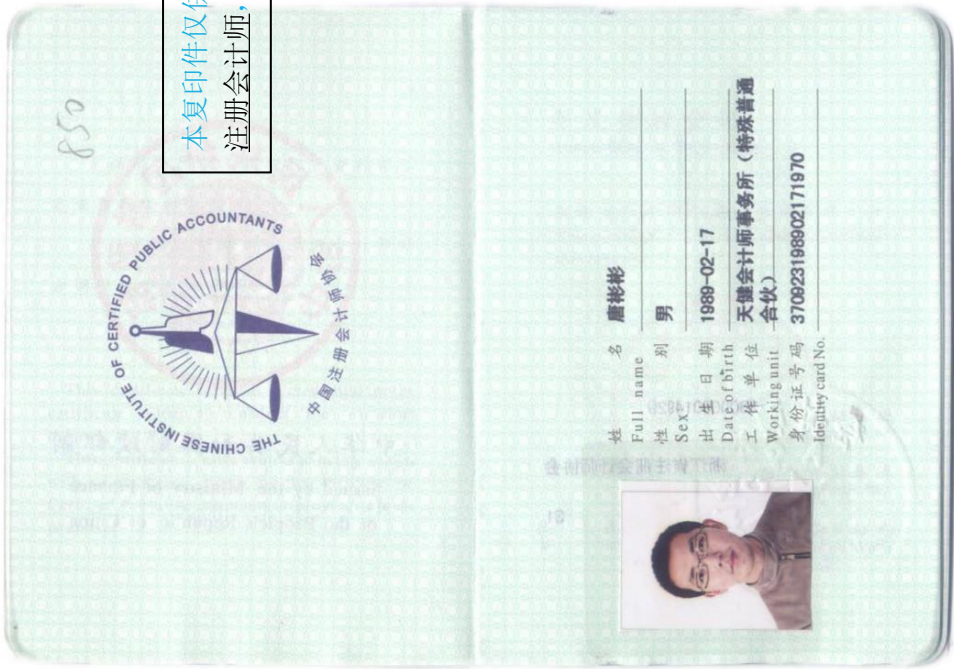 850
本复印件仅
注册会计师,
THE CHINESE INSTITUTE OF CERTIFIED PUBLIC ACCOUNTANTS
中国注册会计师协会
姓 名 唐彬彬
Full name
性 别 男
Sex
出生日期 1989-02-17
Date of birth
工作单位 天健会计师事务所（特殊普通
Working unit 合伙）
身份证号码 370923198902171970
Identity card No.